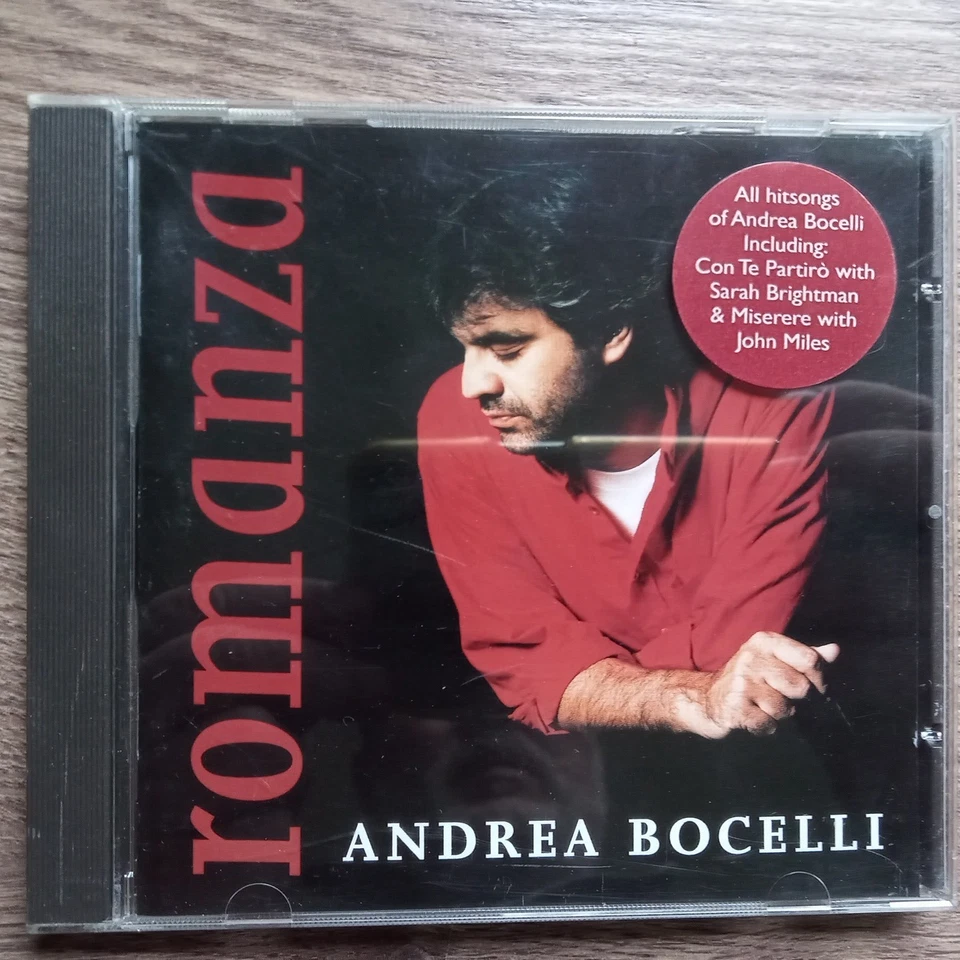 romanza
All hitsongs
of Andrea Bocelli
Including:
Con Te Partirò with
Sarah Brightman
& Miserere with
John Miles
ANDREA BOCELLI